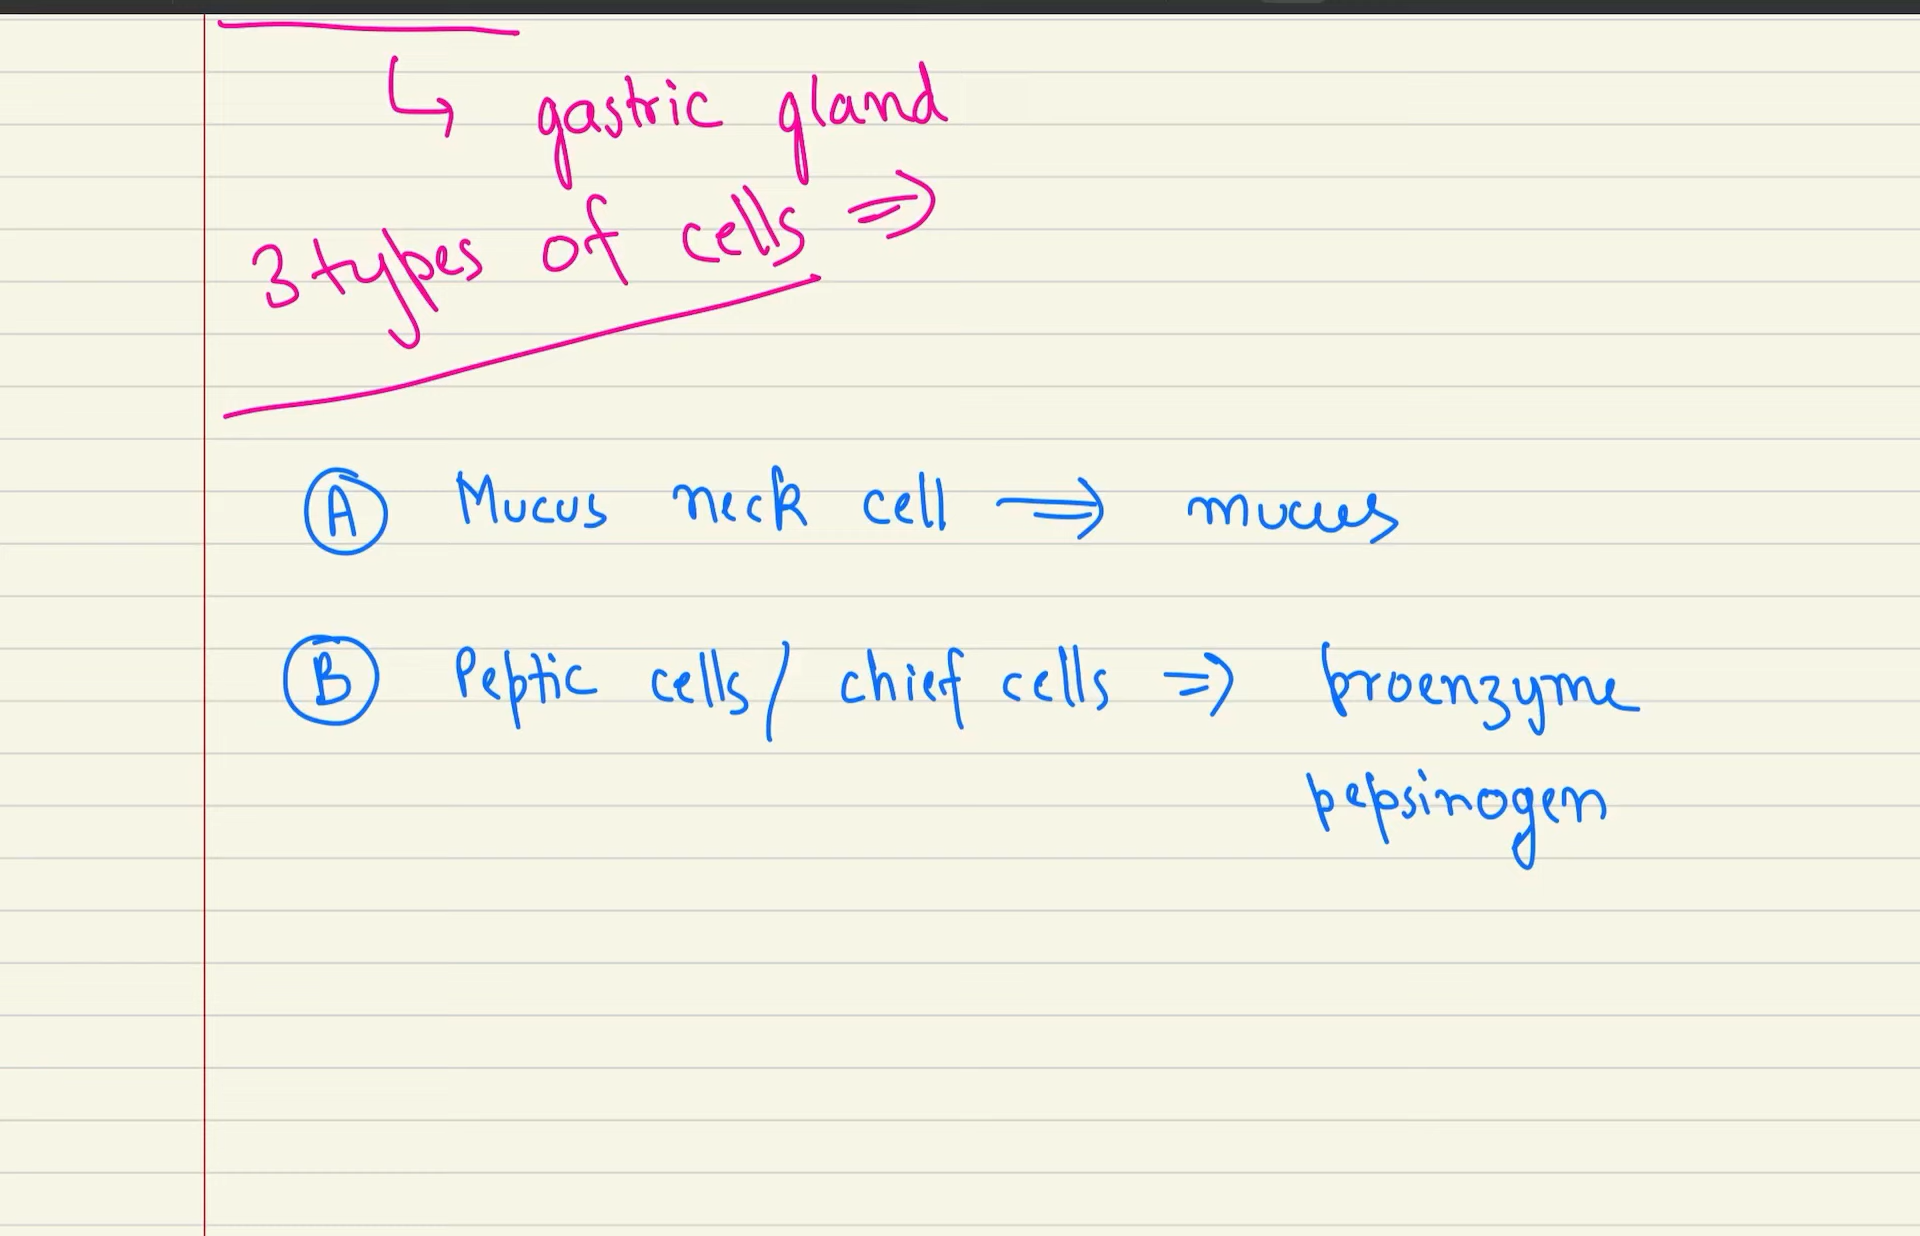 ↳ gastric gland
3 types of cells ⇒
Ⓐ Mucus neck cell ⟹ mucus
Ⓑ Peptic cells / chief cells ⇒ proenzyme
pepsinogen